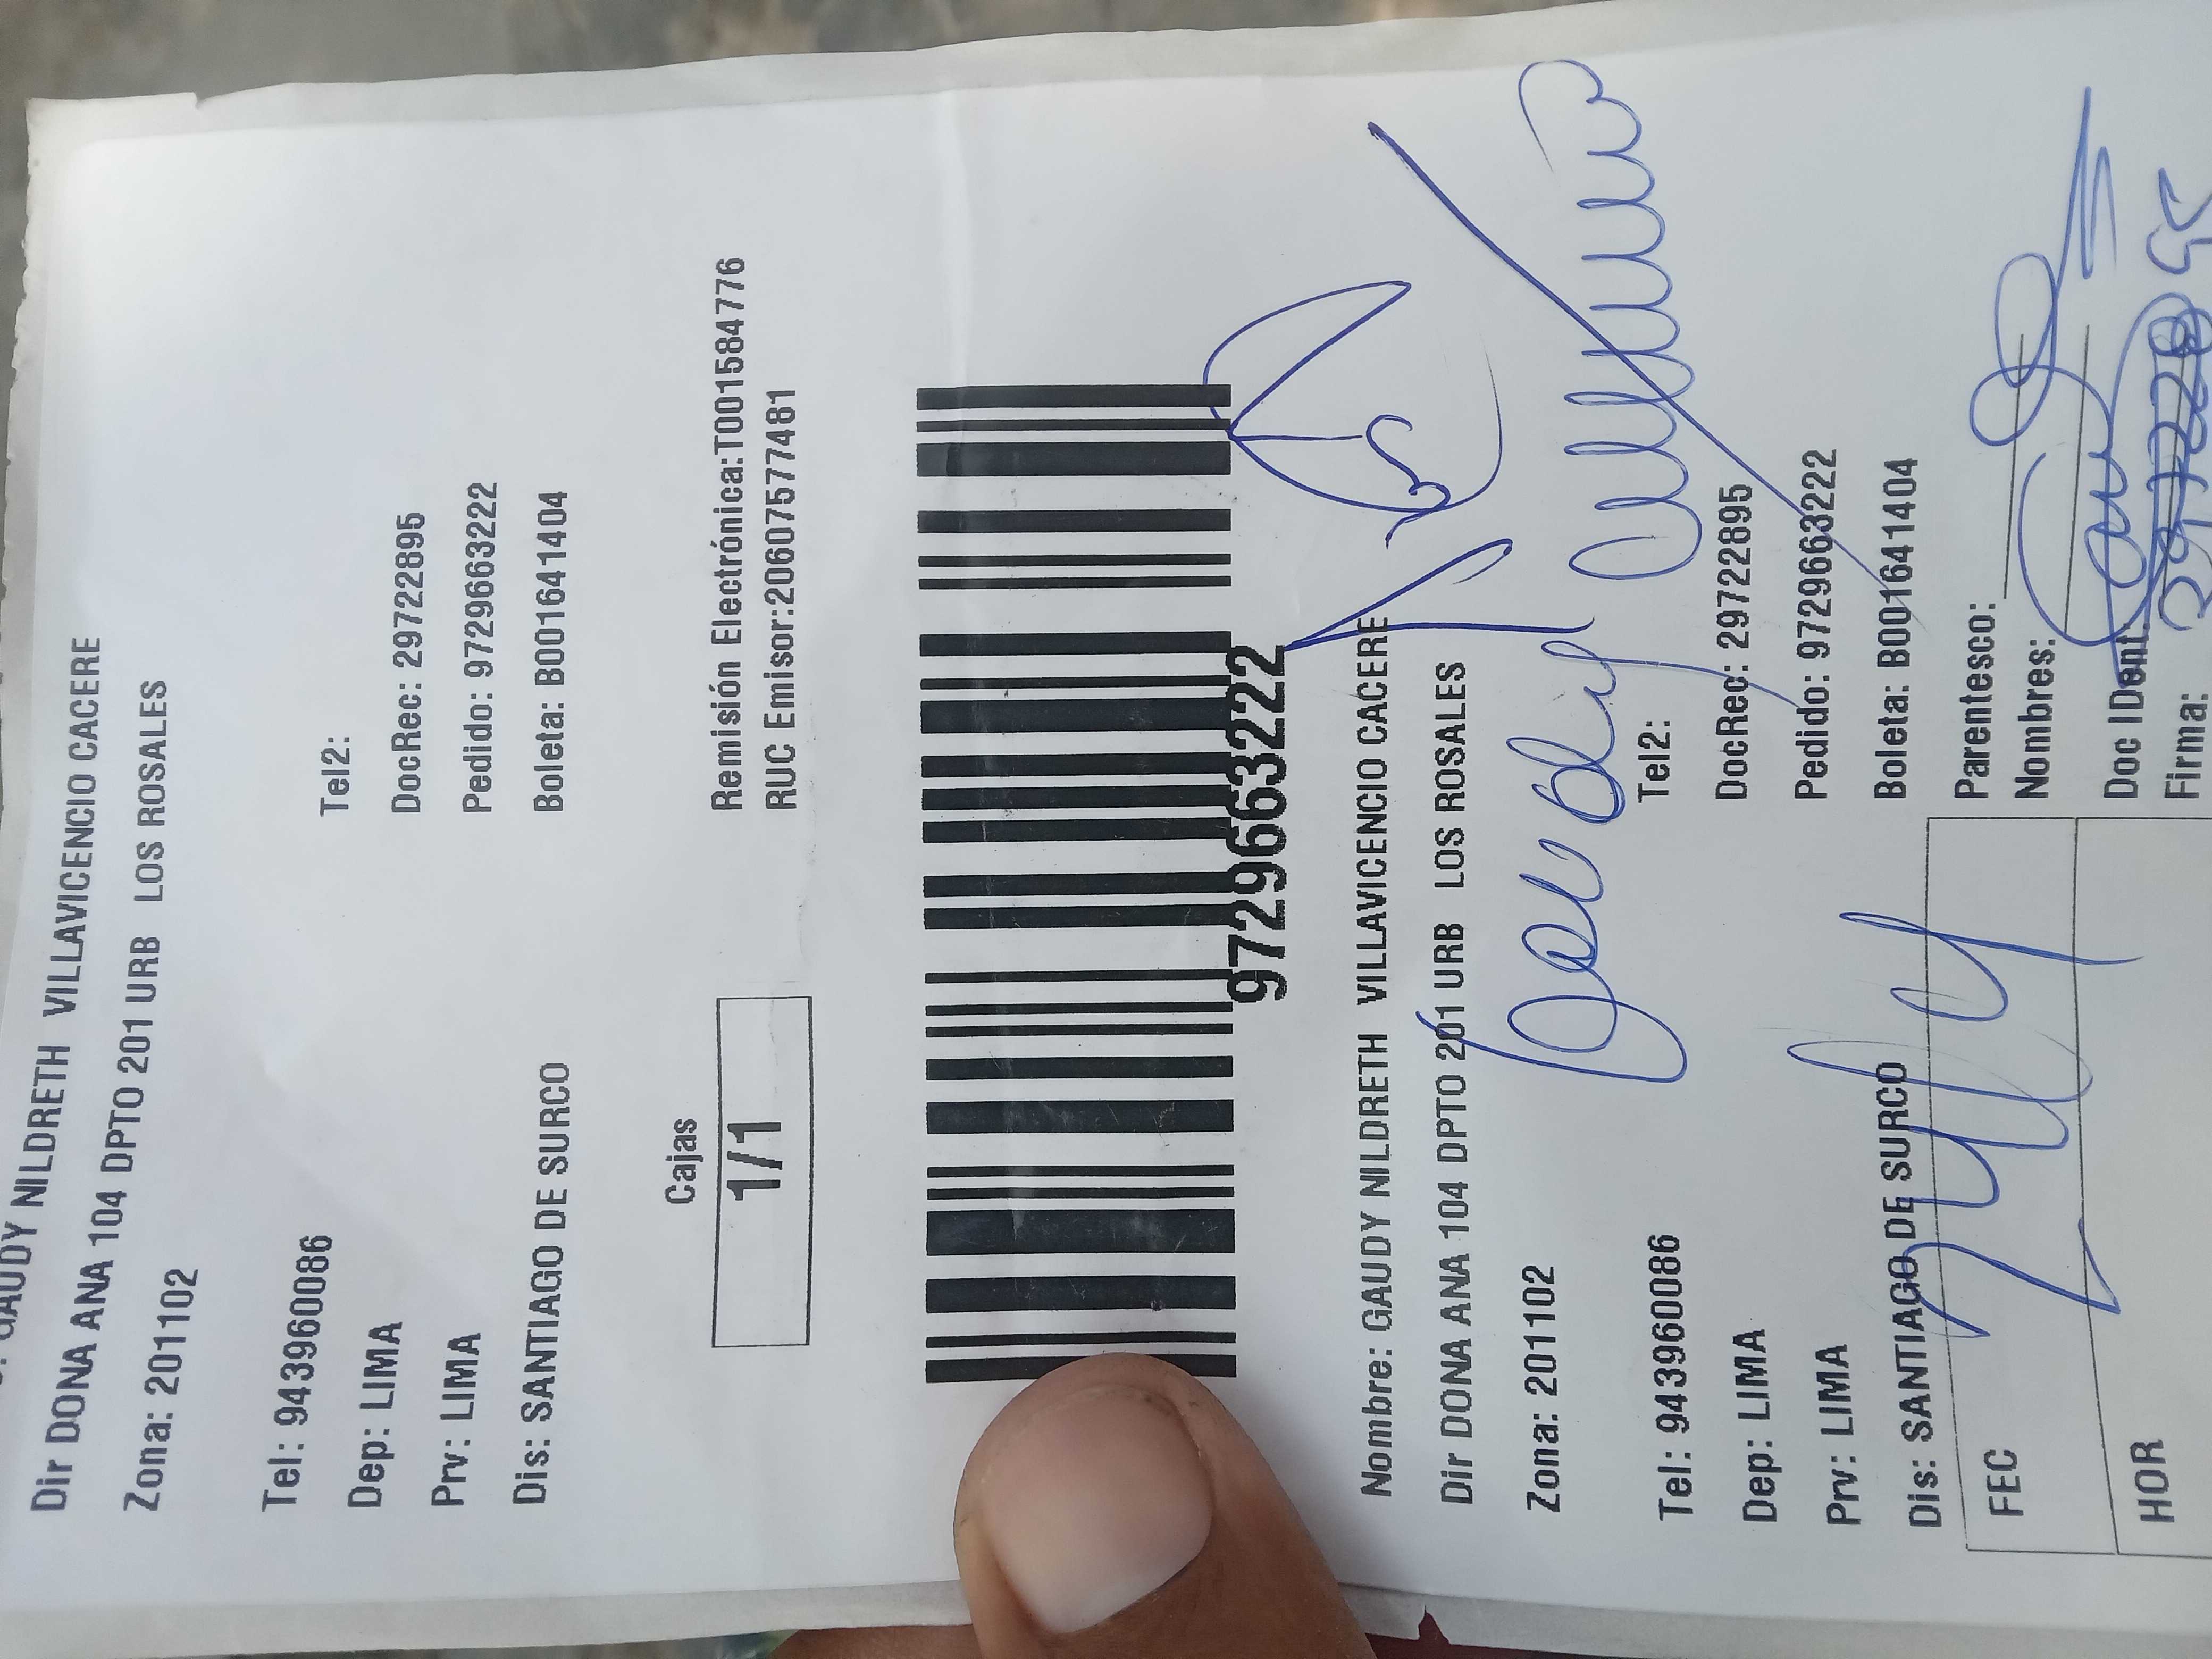 GAUDY NILDRETH VILLAVICENCIO CACERE
Dir DONA ANA 104 DPTO 201 URB LOS ROSALES
Zona: 201102
Tel: 943960086 Tel2:
Dep: LIMA DocRec: 29722895
Prv: LIMA Pedido: 97296663222
Dis: SANTIAGO DE SURCO Boleta: B001641404
Cajas
1/1
Remisión Electrónica:T001584776
RUC Emisor:20607577481
97296663222
Nombre: GAUDY NILDRETH VILLAVICENCIO CACERE
Dir DONA ANA 104 DPTO 201 URB LOS ROSALES
Zona: 201102
Gaudy
Tel: 943960086 Tel2:
Dep: LIMA DocRec: 29722895
Prv: LIMA Pedido: 97296663222
Dis: SANTIAGO DE SURCO Boleta: B001641404
FEC
HOR
Parentesco:
Nombres:
Doc IDent.
Firma: